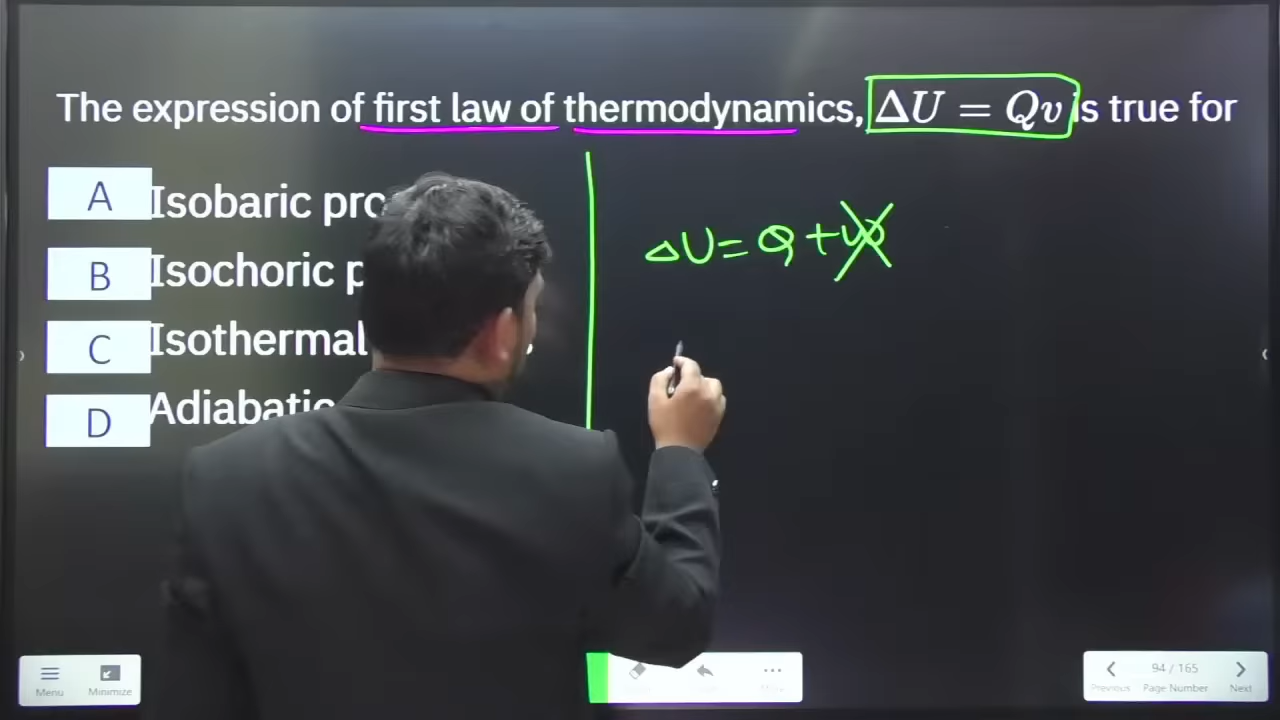 The expression of first law of thermodynamics, ΔU = Qv is true for
A Isobaric
B Isochoric
C Isothermal
D Adiabatic
ΔU = Q + W
Menu
Minimize
94 / 165
Previous Page Number Next